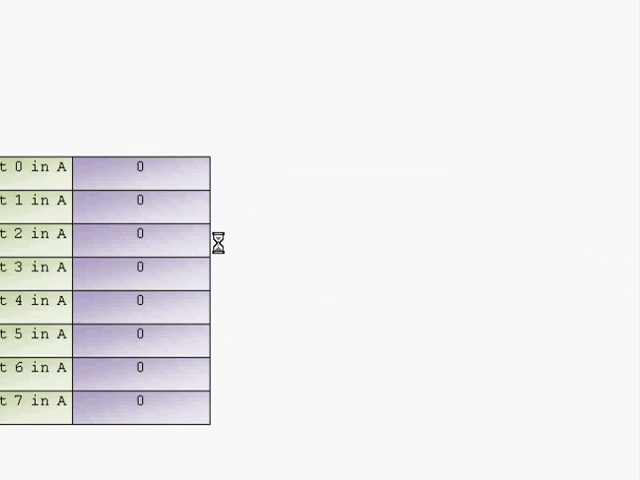 t 0 in A 0
t 1 in A 0
t 2 in A 0
t 3 in A 0
t 4 in A 0
t 5 in A 0
t 6 in A 0
t 7 in A 0